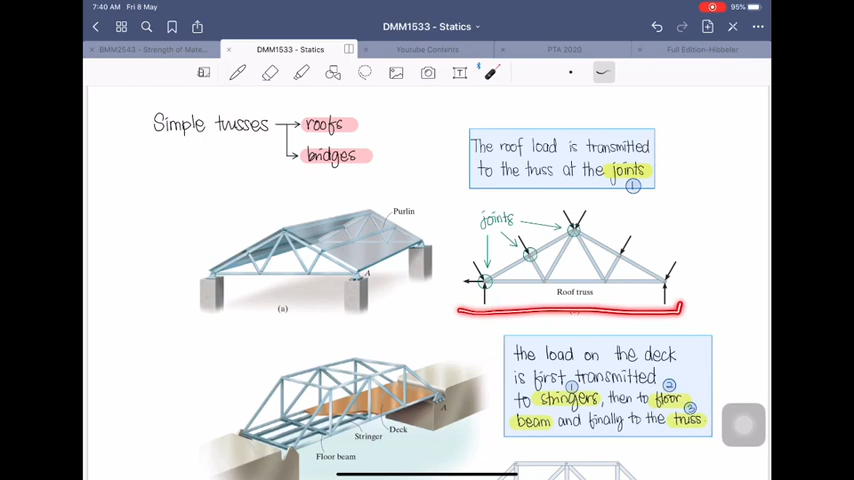 7:40 AM Fri 8 May
95%
DMM1533 - Statics
BMM2543 - Strength of Mate...
DMM1533 - Statics
Youtube Contents
PTA 2020
Full Edition-Hibbeler
Simple trusses
roofs
bridges
The roof load is transmitted
to the truss at the joints
1
Purlin
A
(a)
joints
Roof truss
the load on the deck
is first transmitted
1 2
to stringers, then to floor
3
beam and finally to the truss.
A
Deck
Stringer
Floor beam